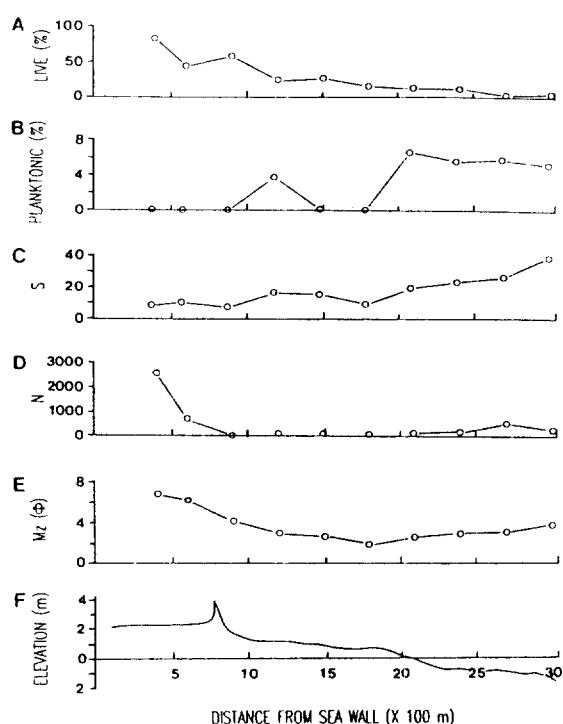 A
LIVE (%)
100
50
0
B
PLANKTONIC (%)
8
4
0
C
S
40
20
0
D
N
3000
2000
1000
0
E
Mz (Φ)
8
4
0
F
ELEVATION (m)
4
2
0
2
5 10 15 20 25 30
DISTANCE FROM SEA WALL (X 100 m)